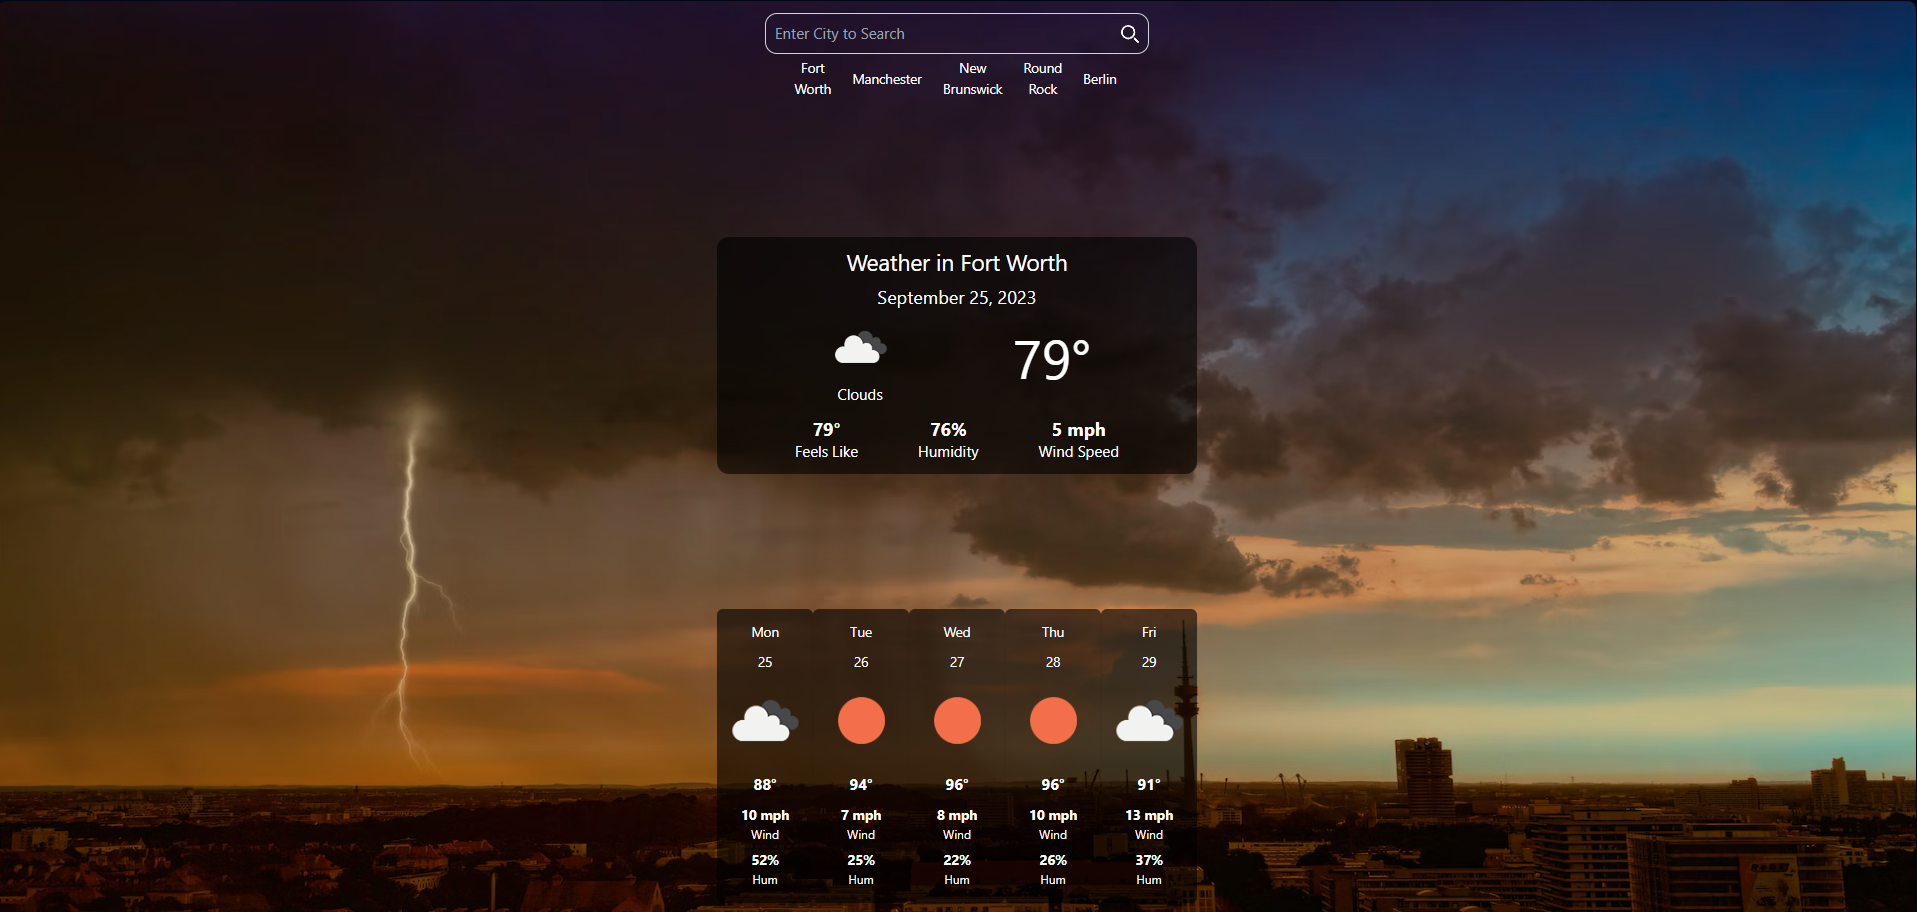 Enter City to Search
Fort Worth
Manchester
New Brunswick
Round Rock
Berlin
Weather in Fort Worth
September 25, 2023
79°
Clouds
79° 76% 5 mph
Feels Like Humidity Wind Speed
Mon Tue Wed Thu Fri
25 26 27 28 29
88° 94° 96° 96° 91°
10 mph 7 mph 8 mph 10 mph 13 mph
Wind Wind Wind Wind Wind
52% 25% 22% 26% 37%
Hum Hum Hum Hum Hum